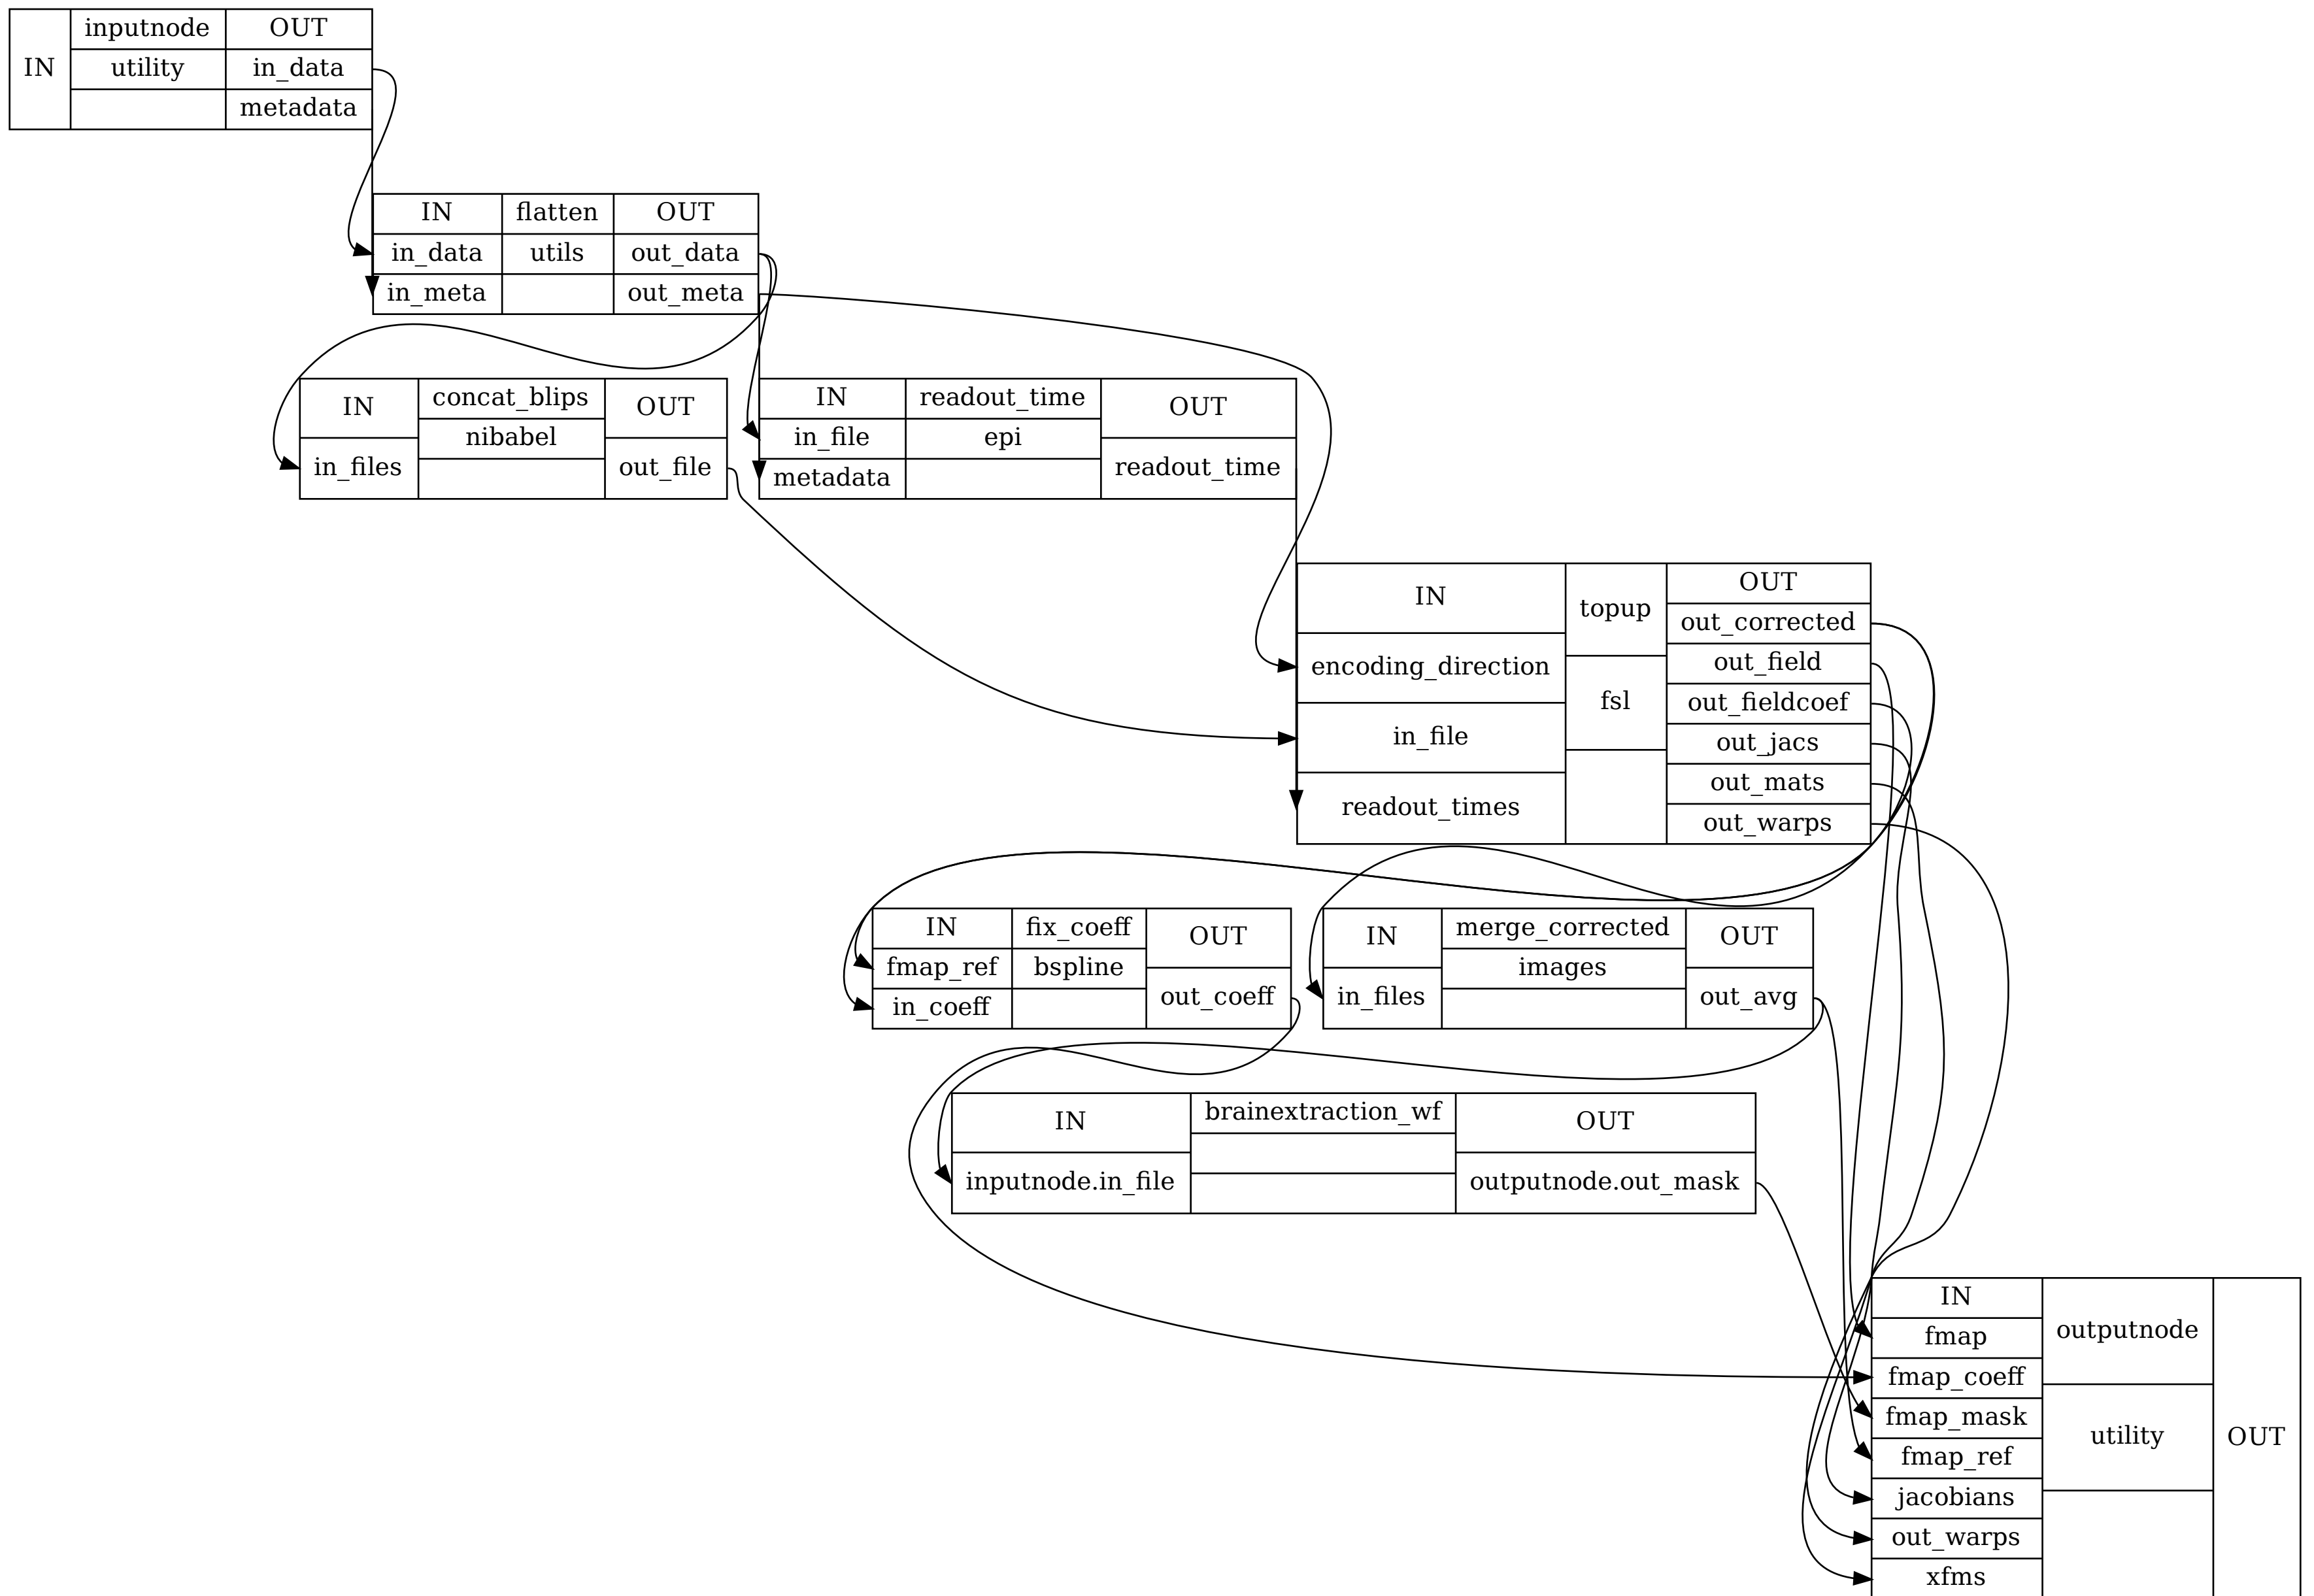 IN
inputnode
OUT
utility
in_data
metadata
IN
flatten
OUT
in_data
utils
out_data
in_meta
out_meta
IN
concat_blips
OUT
nibabel
in_files
out_file
IN
readout_time
OUT
in_file
epi
metadata
readout_time
IN
topup
OUT
out_corrected
encoding_direction
out_field
fsl
out_fieldcoef
in_file
out_jacs
out_mats
readout_times
out_warps
IN
fix_coeff
OUT
fmap_ref
bspline
in_coeff
out_coeff
IN
merge_corrected
OUT
images
in_files
out_avg
IN
brainextraction_wf
OUT
inputnode.in_file
outputnode.out_mask
IN
outputnode
OUT
fmap
fmap_coeff
fmap_mask
utility
fmap_ref
jacobians
out_warps
xfms